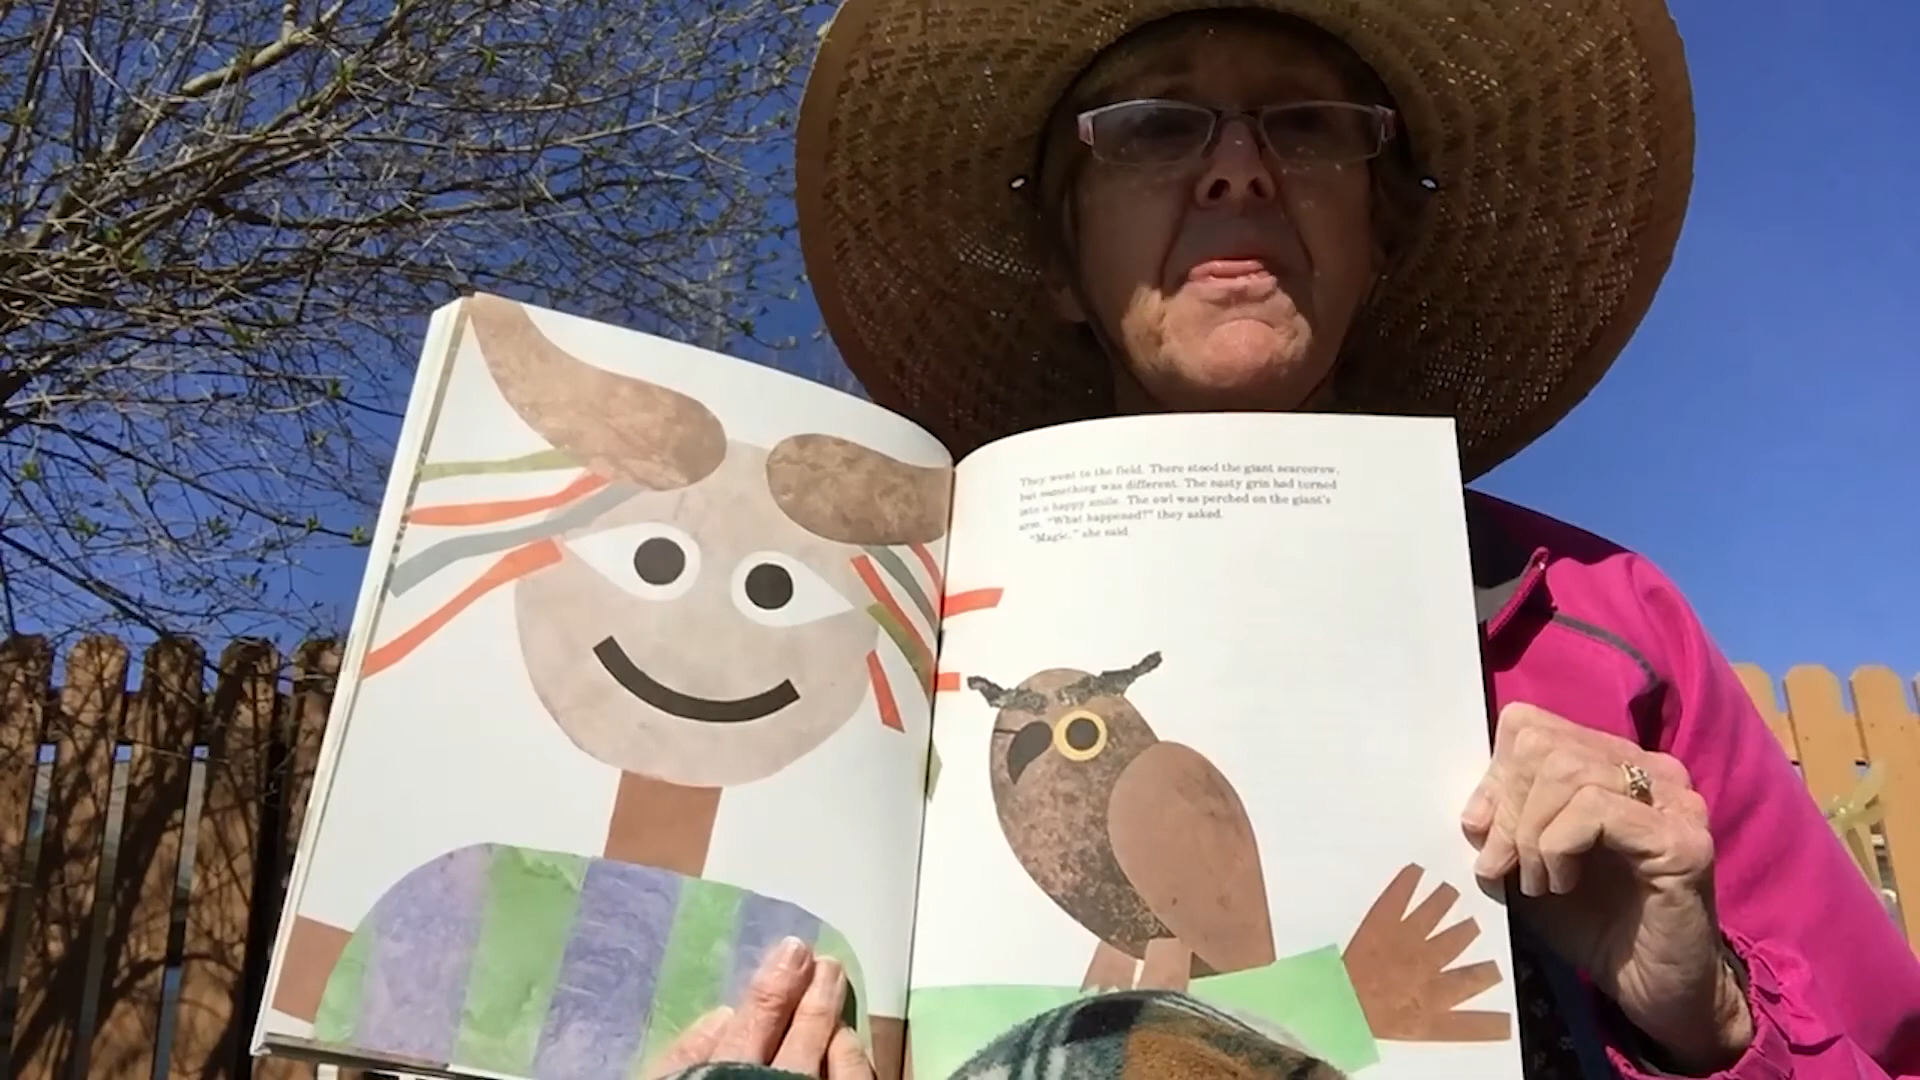 They went to the field. There stood the giant scarecrow,
but something was different. The nasty grin had turned
into a happy smile. The owl was perched on the giant's
arm. "What happened?" they asked.
"Magic," she said.